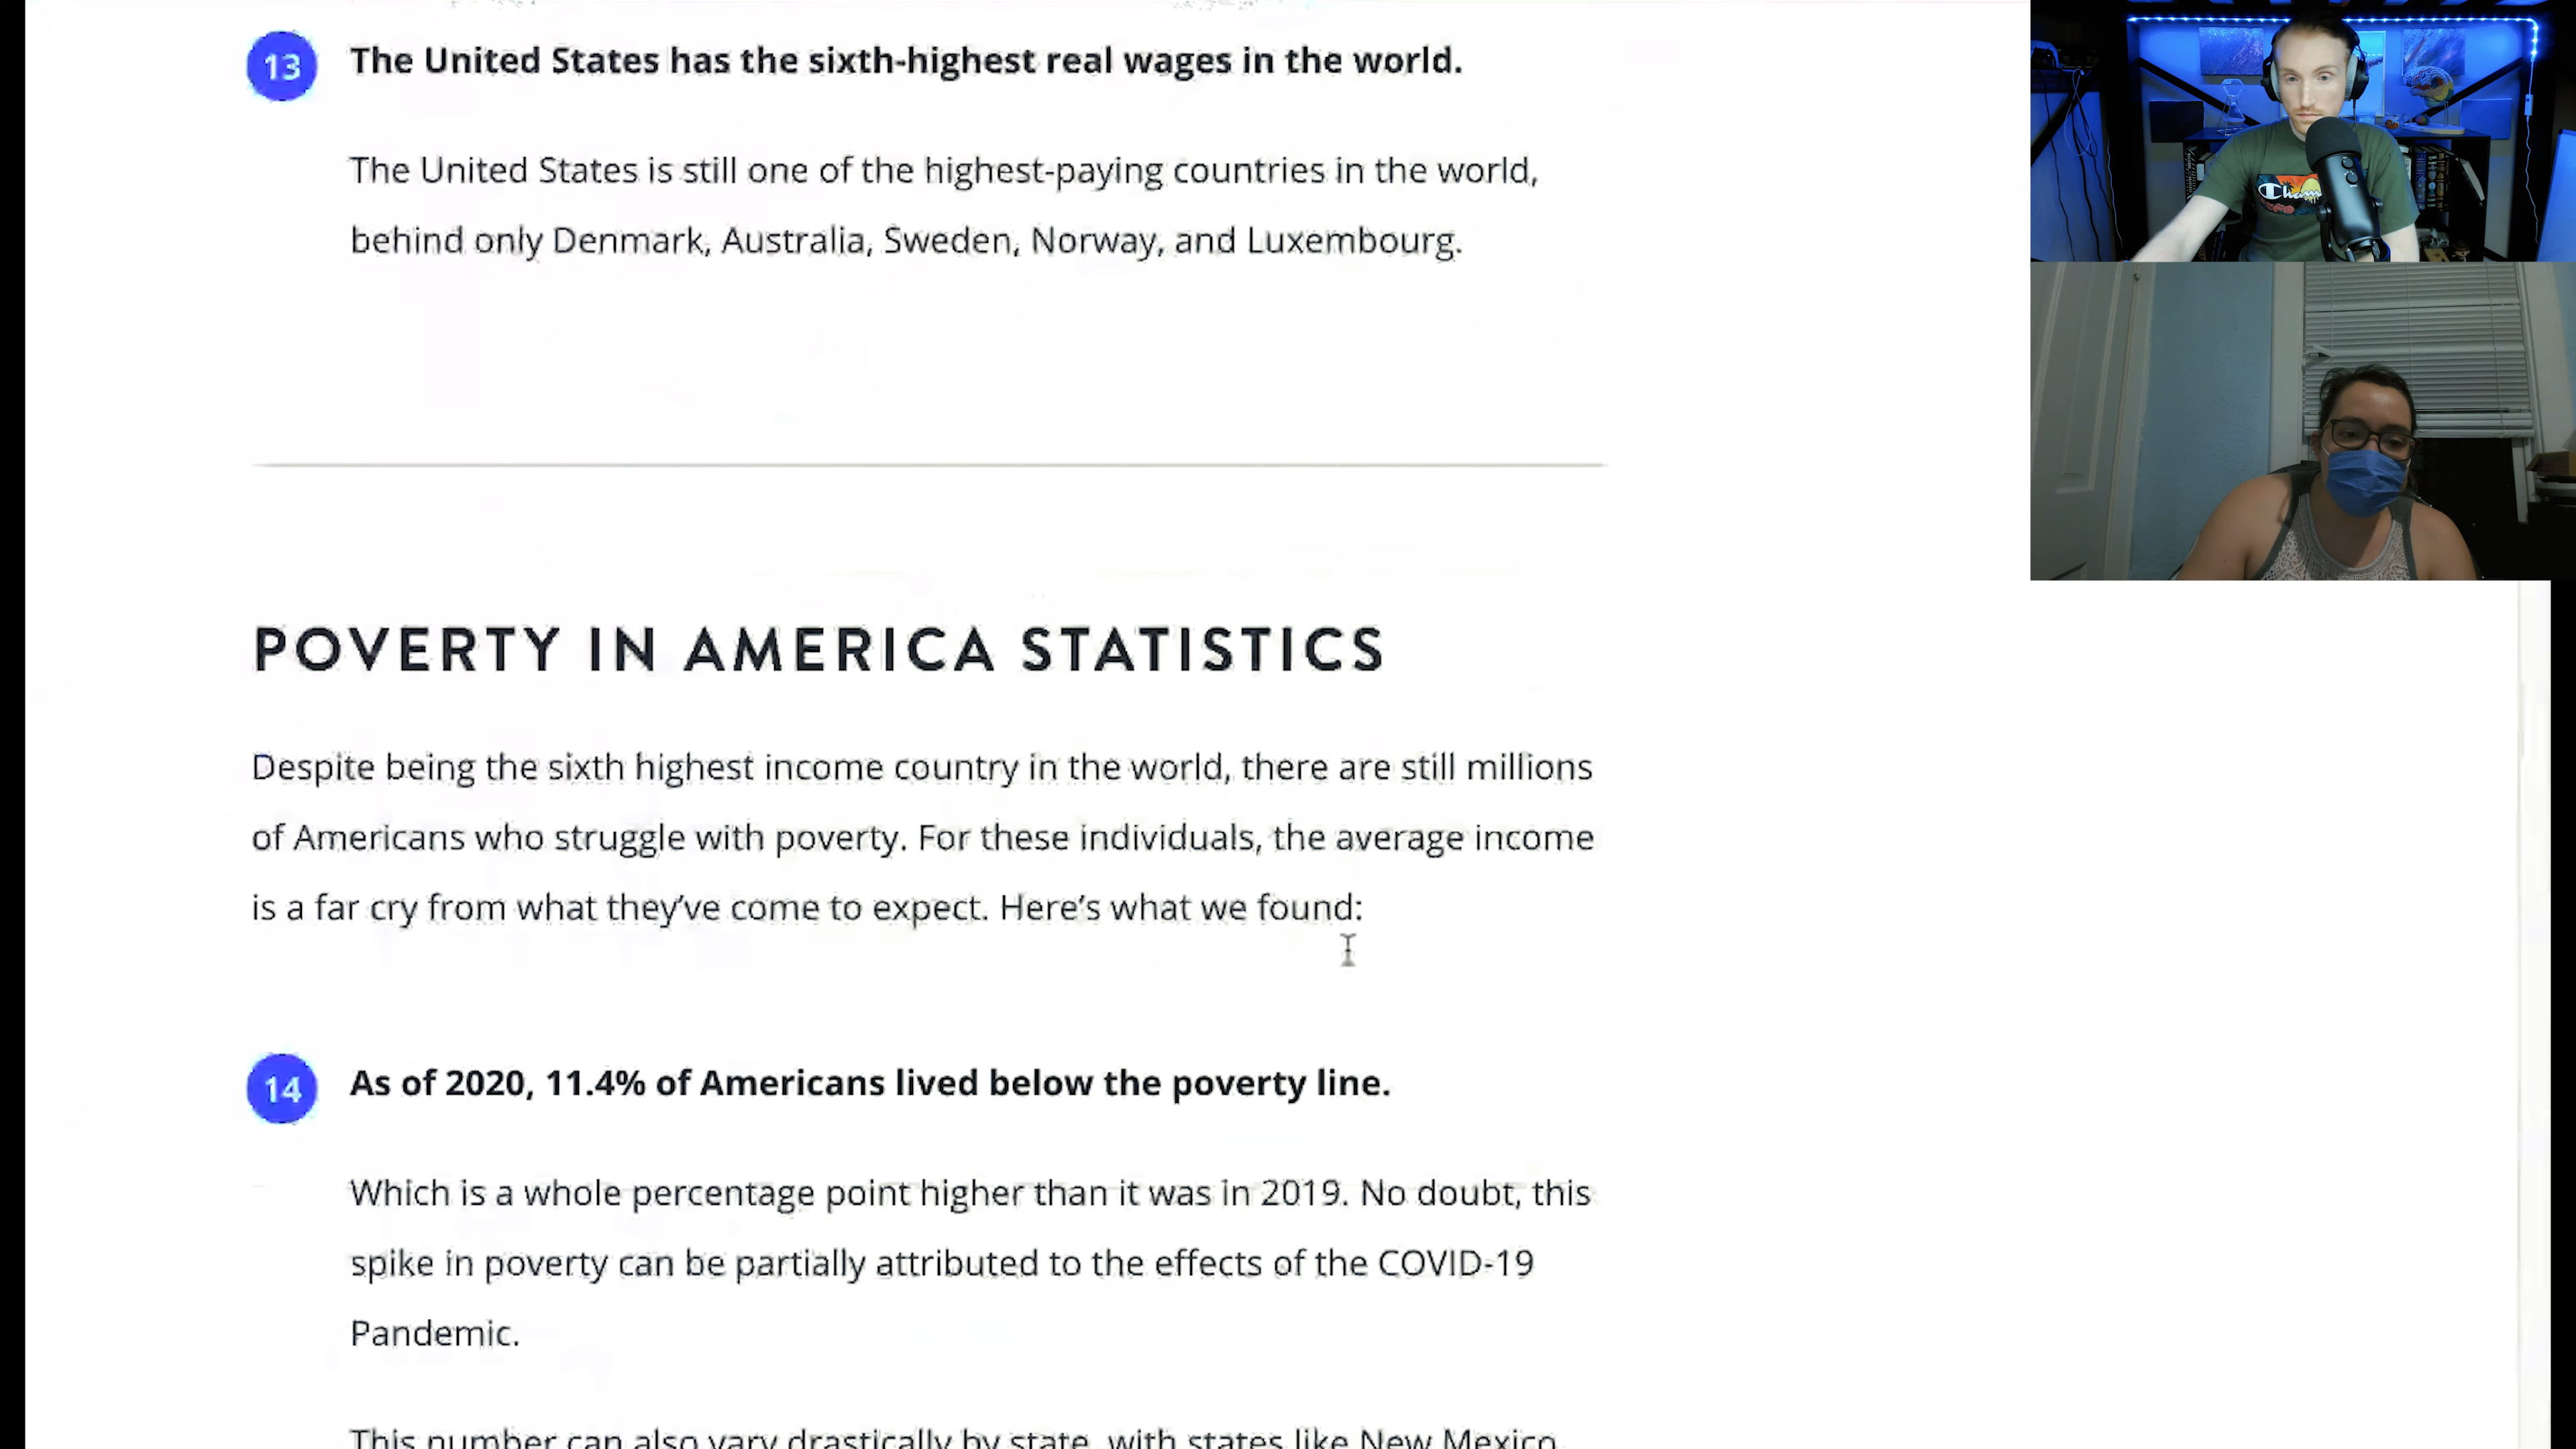 13
The United States has the sixth-highest real wages in the world.
The United States is still one of the highest-paying countries in the world,
behind only Denmark, Australia, Sweden, Norway, and Luxembourg.
POVERTY IN AMERICA STATISTICS
Despite being the sixth highest income country in the world, there are still millions
of Americans who struggle with poverty. For these individuals, the average income
is a far cry from what they've come to expect. Here's what we found:
14
As of 2020, 11.4% of Americans lived below the poverty line.
Which is a whole percentage point higher than it was in 2019. No doubt, this
spike in poverty can be partially attributed to the effects of the COVID-19
Pandemic.
This number can also vary drastically by state, with states like New Mexico,